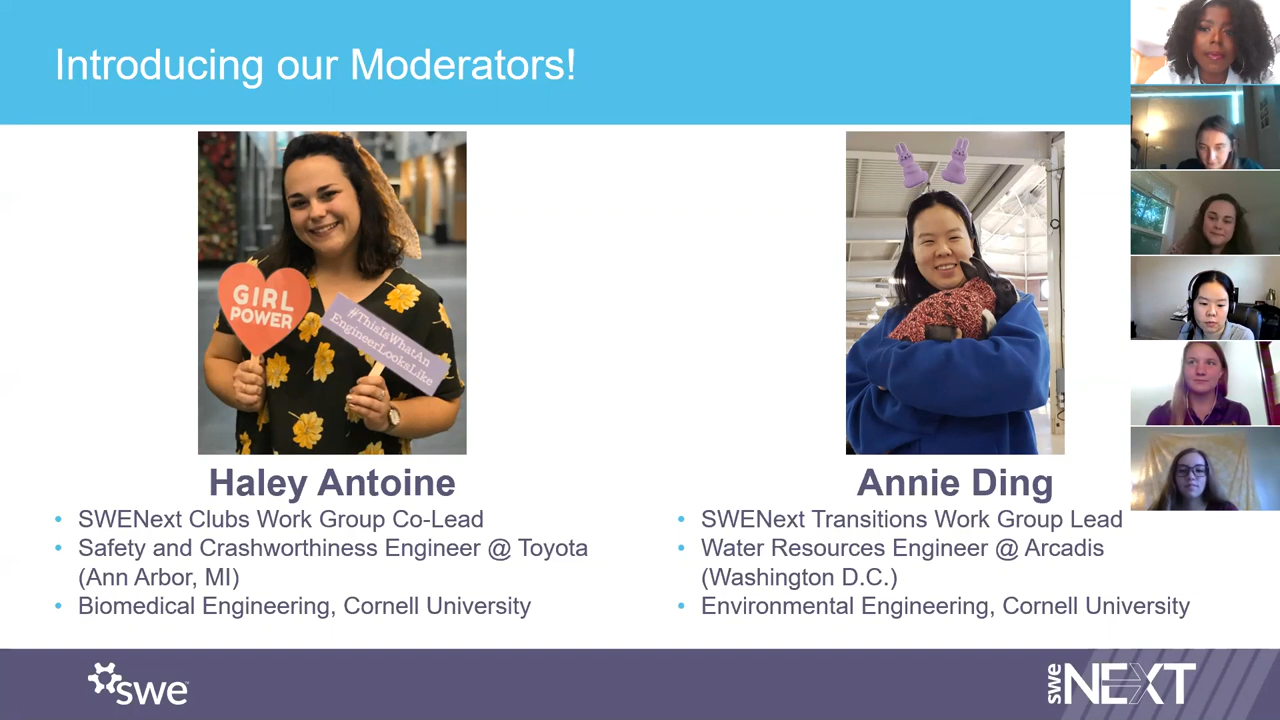 Introducing our Moderators!
GIRL
POWER
#ThisIsWhatAn
EngineerLooksLike
Haley Antoine
• SWENext Clubs Work Group Co-Lead
• Safety and Crashworthiness Engineer @ Toyota
(Ann Arbor, MI)
• Biomedical Engineering, Cornell University
Annie Ding
• SWENext Transitions Work Group Lead
• Water Resources Engineer @ Arcadis
(Washington D.C.)
• Environmental Engineering, Cornell University
swe
swe NEXT